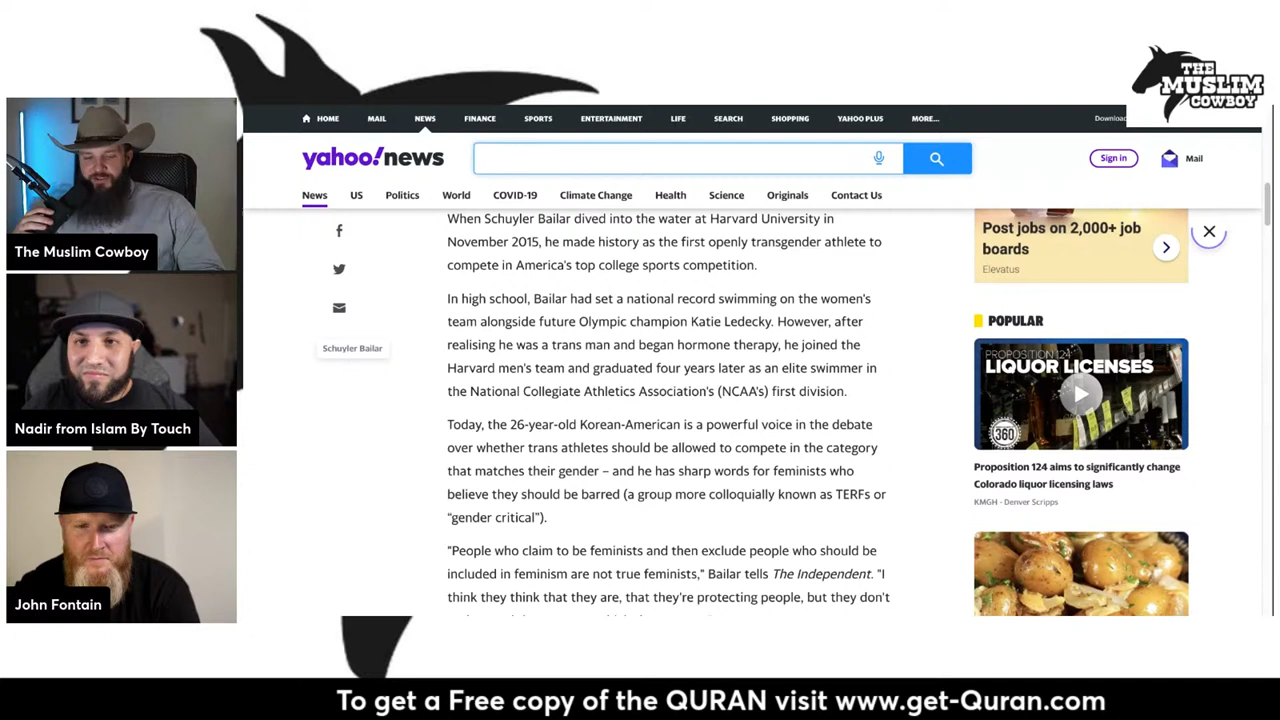 THE
MUSLIM
COWBOY
HOME
MAIL
NEWS
FINANCE
SPORTS
ENTERTAINMENT
LIFE
SEARCH
SHOPPING
YAHOO PLUS
MORE...
Download
yahoo!news
Sign in
Mail
News
US
Politics
World
COVID-19
Climate Change
Health
Science
Originals
Contact Us
The Muslim Cowboy
Nadir from Islam By Touch
John Fontain
Schuyler Bailar
When Schuyler Bailar dived into the water at Harvard University in
November 2015, he made history as the first openly transgender athlete to
compete in America's top college sports competition.
In high school, Bailar had set a national record swimming on the women's
team alongside future Olympic champion Katie Ledecky. However, after
realising he was a trans man and began hormone therapy, he joined the
Harvard men's team and graduated four years later as an elite swimmer in
the National Collegiate Athletics Association's (NCAA's) first division.
Today, the 26-year-old Korean-American is a powerful voice in the debate
over whether trans athletes should be allowed to compete in the category
that matches their gender – and he has sharp words for feminists who
believe they should be barred (a group more colloquially known as TERFs or
“gender critical”).
"People who claim to be feminists and then exclude people who should be
included in feminism are not true feminists," Bailar tells The Independent. "I
think they think that they are, that they're protecting people, but they don't
Post jobs on 2,000+ job
boards
Elevatus
POPULAR
PROPOSITION 124
LIQUOR LICENSES
360
Proposition 124 aims to significantly change
Colorado liquor licensing laws
KMGH - Denver Scripps
To get a Free copy of the QURAN visit www.get-Quran.com